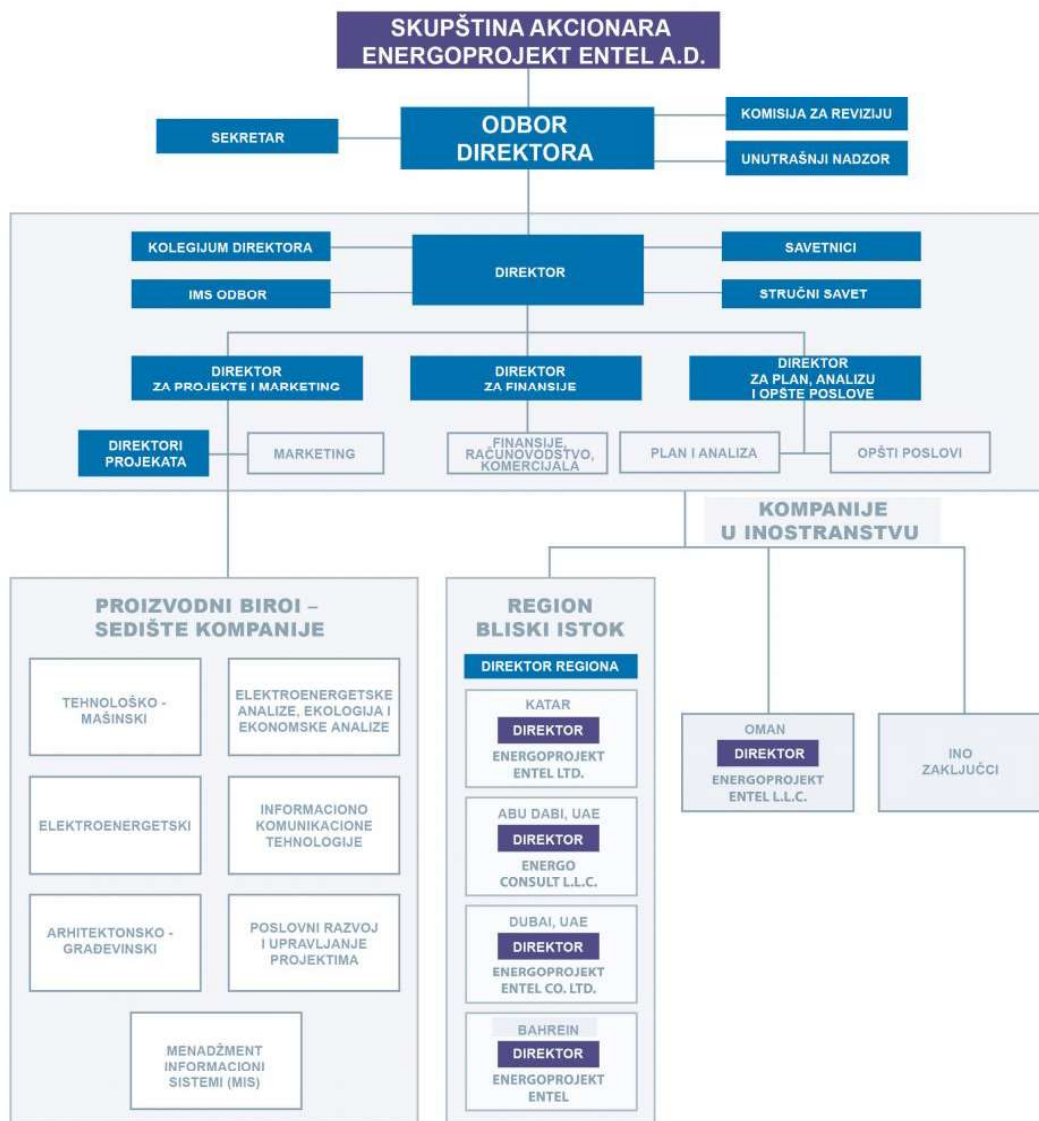 SKUPŠTINA AKCIONARA
ENERGOPROJEKT ENTEL A.D.
SEKRETAR
ODBOR
DIREKTORA
KOMISIJA ZA REVIZIJU
UNUTRAŠNJI NADZOR
KOLEGIJUM DIREKTORA
IMS ODBOR
DIREKTOR
SAVETNICI
STRUČNI SAVET
DIREKTOR
ZA PROJEKTE I MARKETING
DIREKTOR
ZA FINANSIJE
DIREKTOR
ZA PLAN, ANALIZU
I OPŠTE POSLOVE
DIREKTORI
PROJEKATA
MARKETING
FINANSIJE,
RAČUNOVODSTVO,
KOMERCIJALA
PLAN I ANALIZA
OPŠTI POSLOVI
KOMPANIJE
U INOSTRANSTVU
PROIZVODNI BIROI –
SEDIŠTE KOMPANIJE
TEHNOLOŠKO -
MAŠINSKI
ELEKTROENERGETSKE
ANALIZE, EKOLOGIJA I
EKONOMSKE ANALIZE
ELEKTROENERGETSKI
INFORMACIONO
KOMUNIKACIONE
TEHNOLOGIJE
ARHITEKTONSKO -
GRAĐEVINSKI
POSLOVNI RAZVOJ
I UPRAVLJANJE
PROJEKTIMA
MENADŽMENT
INFORMACIONI
SISTEMI (MIS)
REGION
BLISKI ISTOK
DIREKTOR REGIONA
KATAR
DIREKTOR
ENERGOPROJEKT
ENTEL LTD.
ABU DABI, UAE
DIREKTOR
ENERGO
CONSULT L.L.C.
DUBAI, UAE
DIREKTOR
ENERGOPROJEKT
ENTEL CO. LTD.
BAHREIN
DIREKTOR
ENERGOPROJEKT
ENTEL
OMAN
DIREKTOR
ENERGOPROJEKT
ENTEL L.L.C.
INO
ZAKLJUČCI